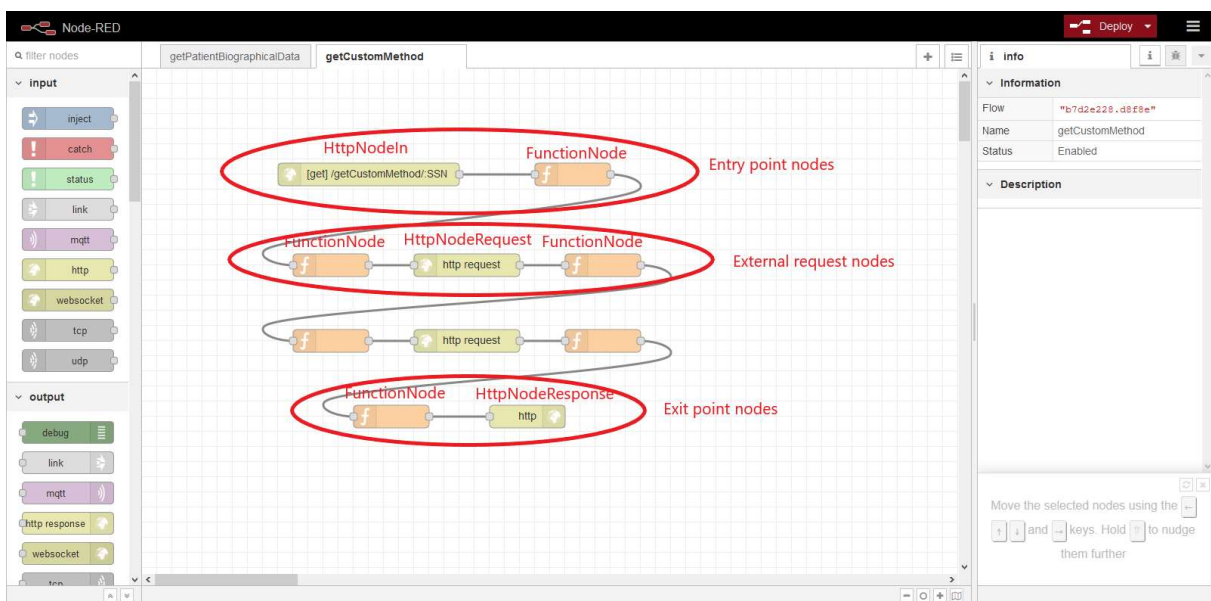 Node-RED
Deploy
filter nodes
getPatientBiographicalData
getCustomMethod
info
input
inject
catch
status
link
mqtt
http
websocket
tcp
udp
output
debug
link
mqtt
http response
websocket
tcp
HttpNodeIn
FunctionNode
Entry point nodes
[get] /getCustomMethod/:SSN
FunctionNode
HttpNodeRequest
FunctionNode
External request nodes
http request
http request
FunctionNode
HttpNodeResponse
Exit point nodes
http
Information
Flow "b7d2e228.d8f8e"
Name getCustomMethod
Status Enabled
Description
Move the selected nodes using the ←
↑ ↓ and → keys. Hold ⇧ to nudge
them further